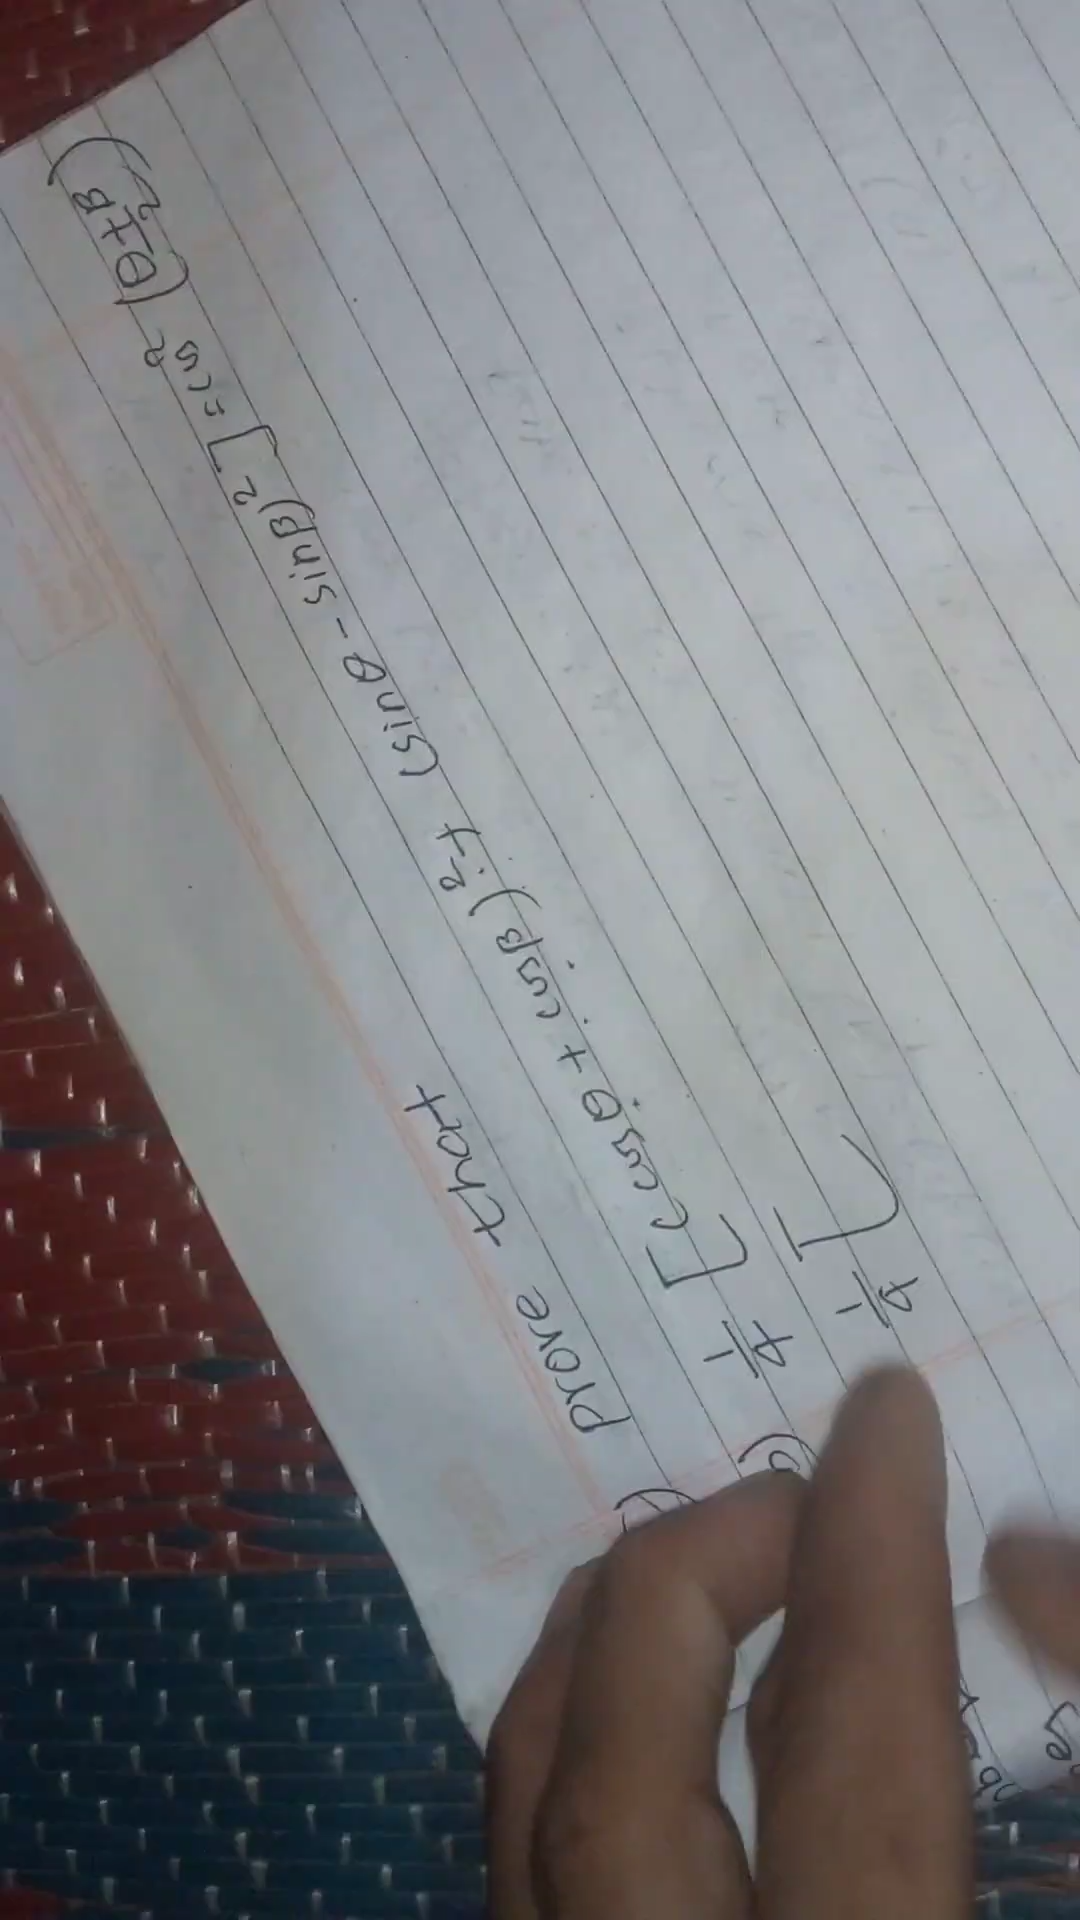 prove that
a) 1/4 [(cosθ + cosβ)² + (sinθ - sinβ)²] = cos² (θ+β/2)
1/4 [(